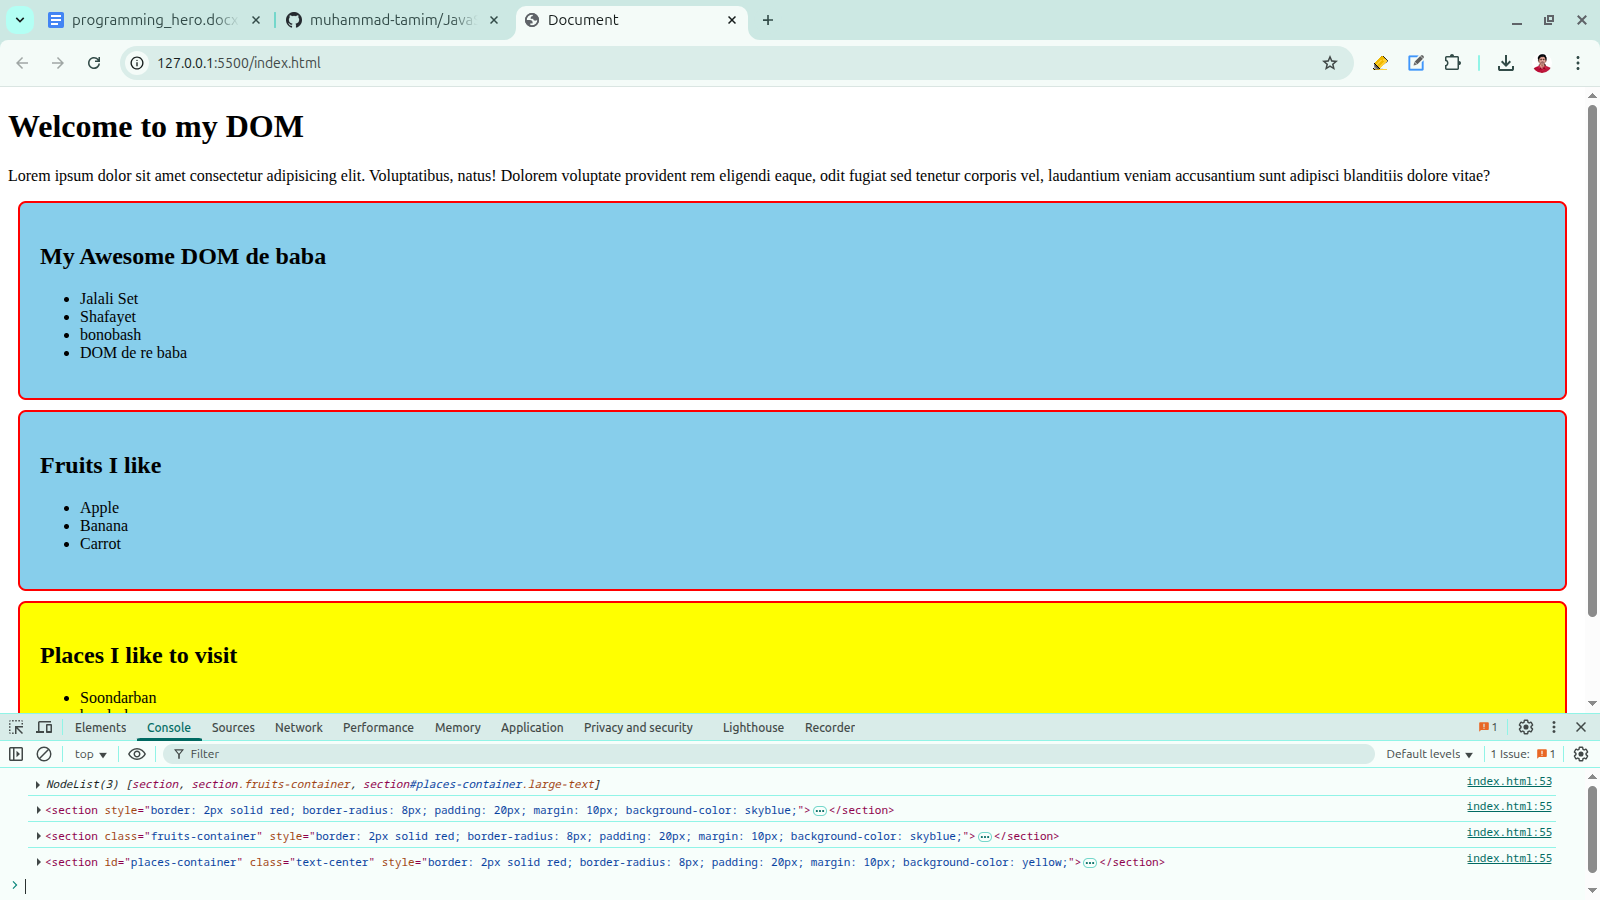 programming_hero.docx
muhammad-tamim/JavaS
Document
127.0.0.1:5500/index.html
Welcome to my DOM
Lorem ipsum dolor sit amet consectetur adipisicing elit. Voluptatibus, natus! Dolorem voluptate provident rem eligendi eaque, odit fugiat sed tenetur corporis vel, laudantium veniam accusantium sunt adipisci blanditiis dolore vitae?
My Awesome DOM de baba
Jalali Set
Shafayet
bonobash
DOM de re baba
Fruits I like
Apple
Banana
Carrot
Places I like to visit
Soondarban
Elements Console Sources Network Performance Memory Application Privacy and security Lighthouse Recorder 1
top Filter Default levels 1 Issue: 1
NodeList(3) [section, section.fruits-container, section#places-container.large-text] index.html:53
<section style="border: 2px solid red; border-radius: 8px; padding: 20px; margin: 10px; background-color: skyblue;">…</section> index.html:55
<section class="fruits-container" style="border: 2px solid red; border-radius: 8px; padding: 20px; margin: 10px; background-color: skyblue;">…</section> index.html:55
<section id="places-container" class="text-center" style="border: 2px solid red; border-radius: 8px; padding: 20px; margin: 10px; background-color: yellow;">…</section> index.html:55